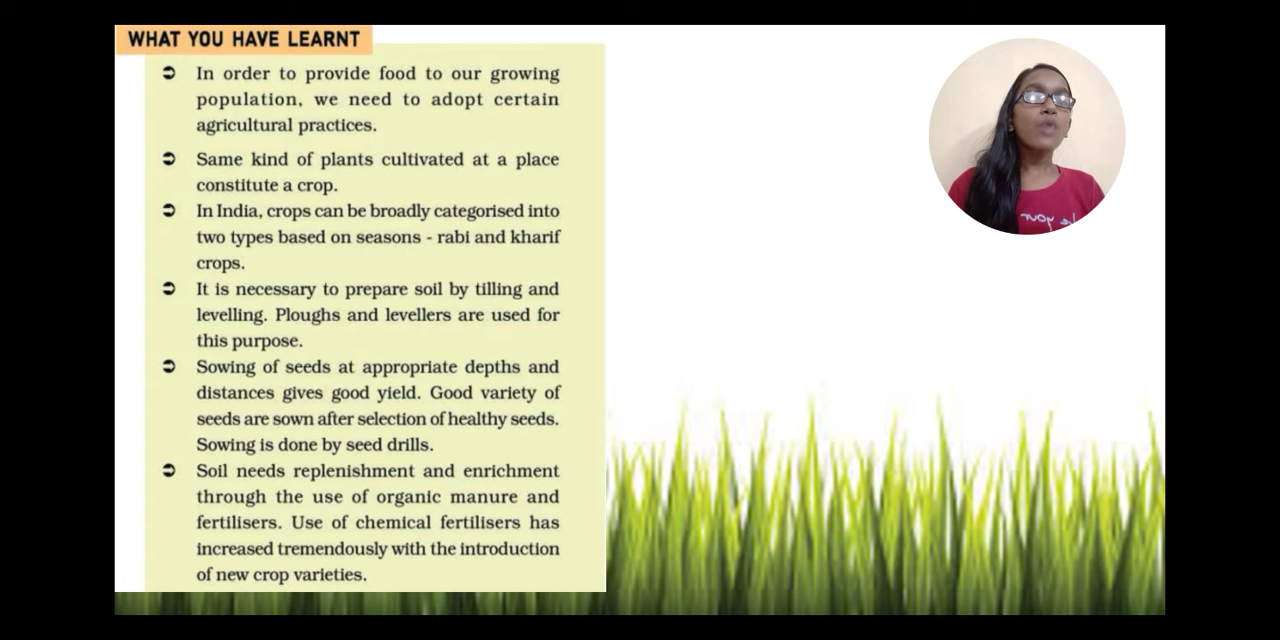 WHAT YOU HAVE LEARNT
➲ In order to provide food to our growing
population, we need to adopt certain
agricultural practices.
➲ Same kind of plants cultivated at a place
constitute a crop.
➲ In India, crops can be broadly categorised into
two types based on seasons - rabi and kharif
crops.
➲ It is necessary to prepare soil by tilling and
levelling. Ploughs and levellers are used for
this purpose.
➲ Sowing of seeds at appropriate depths and
distances gives good yield. Good variety of
seeds are sown after selection of healthy seeds.
Sowing is done by seed drills.
➲ Soil needs replenishment and enrichment
through the use of organic manure and
fertilisers. Use of chemical fertilisers has
increased tremendously with the introduction
of new crop varieties.